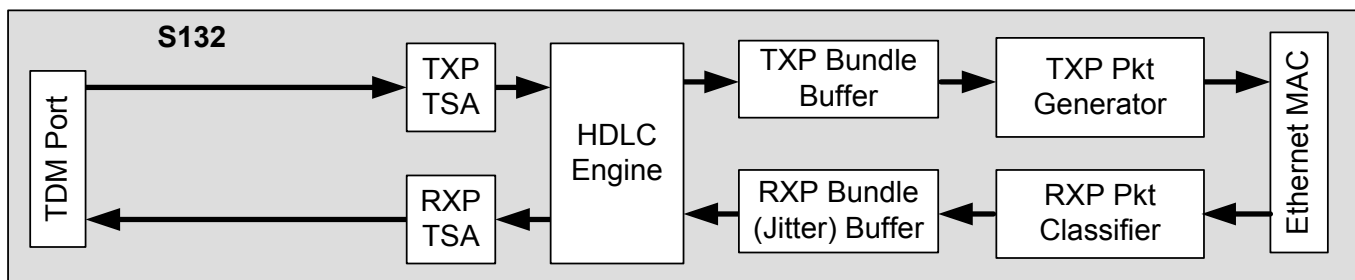 S132
TDM Port
TXP
TSA
HDLC
Engine
TXP Bundle
Buffer
TXP Pkt
Generator
Ethernet MAC
RXP
TSA
RXP Bundle
(Jitter) Buffer
RXP Pkt
Classifier